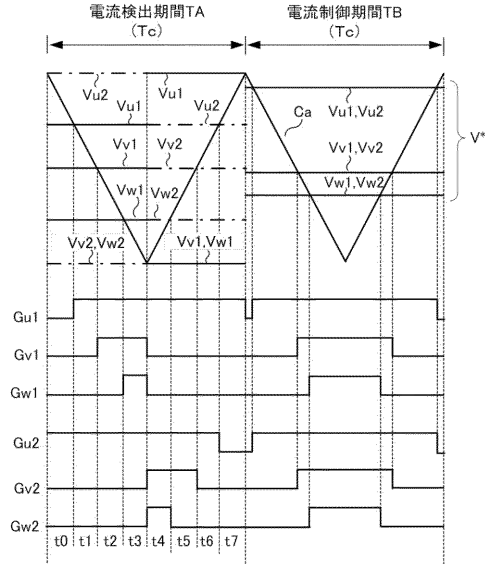 電流検出期間TA
(Tc)
電流制御期間TB
(Tc)
Vu2
Vu1
Vu1
Vu2
Vv1
Vv2
Vw1
Vw2
Vv2,Vw2
Vv1,Vw1
Ca
Vu1,Vu2
Vv1,Vv2
Vw1,Vw2
V*
Gu1
Gv1
Gw1
Gu2
Gv2
Gw2
t0 t1 t2 t3 t4 t5 t6 t7